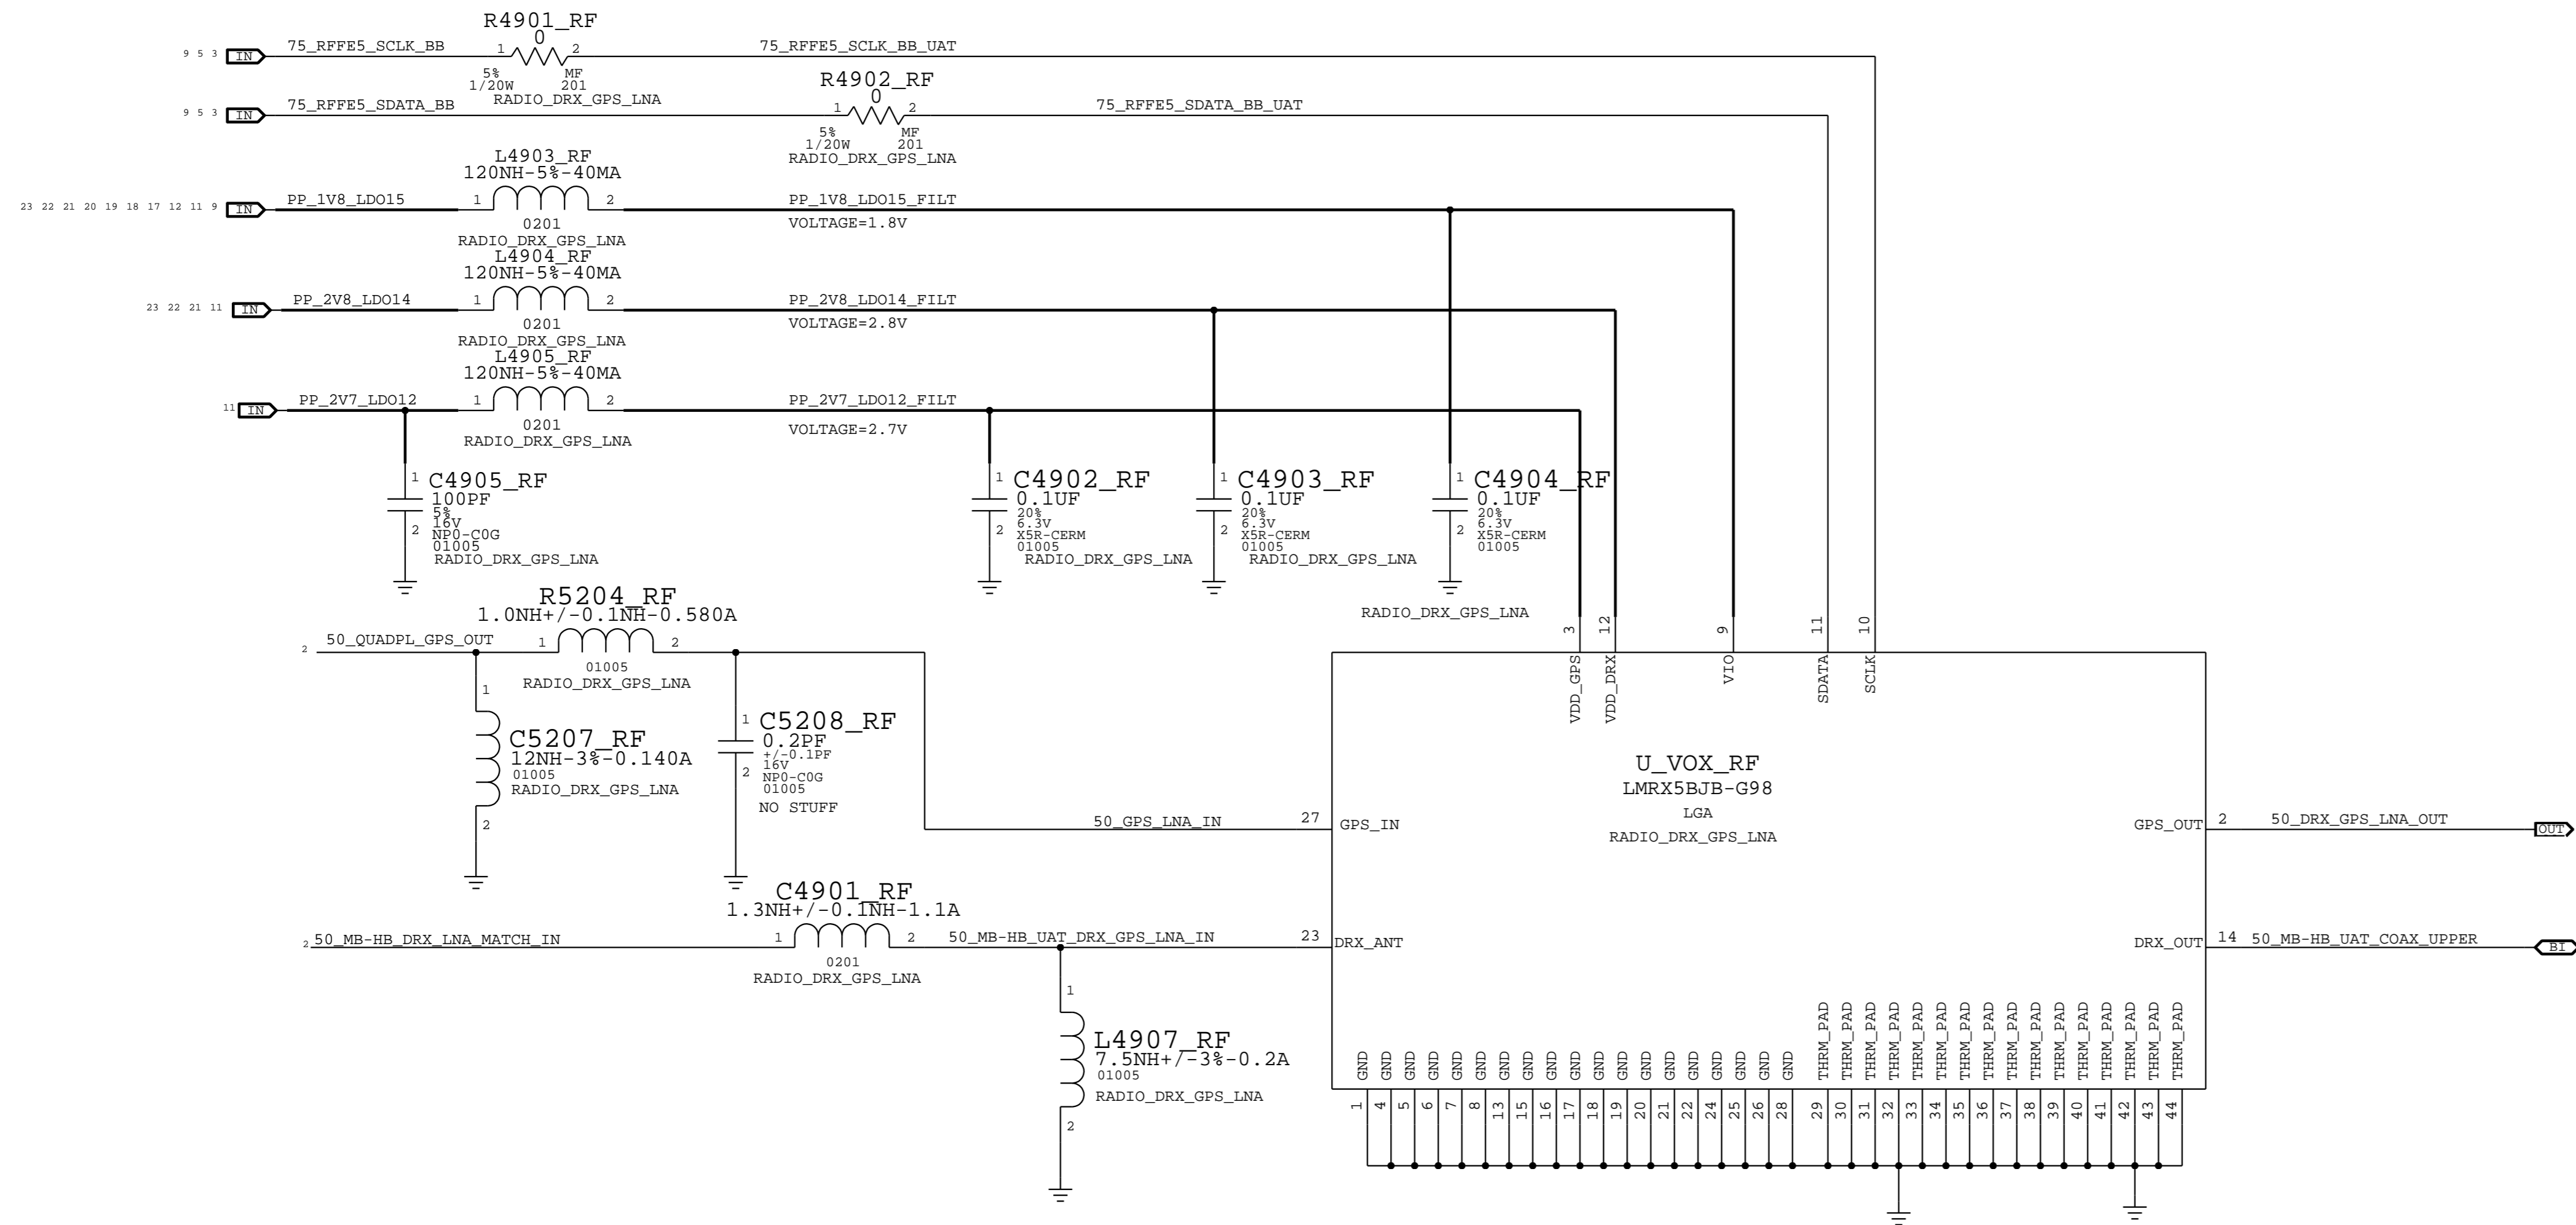 R4901_RF
0
9 5 3 IN 75_RFFE5_SCLK_BB 1 2 75_RFFE5_SCLK_BB_UAT
5% MF
1/20W 201
RADIO_DRX_GPS_LNA
R4902_RF
0
9 5 3 IN 75_RFFE5_SDATA_BB 1 2 75_RFFE5_SDATA_BB_UAT
5% MF
1/20W 201
RADIO_DRX_GPS_LNA
L4903_RF
120NH-5%-40MA
23 22 21 20 19 18 17 12 11 9 IN PP_1V8_LDO15 1 2 PP_1V8_LDO15_FILT
VOLTAGE=1.8V
0201
RADIO_DRX_GPS_LNA
L4904_RF
120NH-5%-40MA
23 22 21 11 IN PP_2V8_LDO14 1 2 PP_2V8_LDO14_FILT
VOLTAGE=2.8V
0201
RADIO_DRX_GPS_LNA
L4905_RF
120NH-5%-40MA
11 IN PP_2V7_LDO12 1 2 PP_2V7_LDO12_FILT
VOLTAGE=2.7V
0201
RADIO_DRX_GPS_LNA
1 C4905_RF
100PF
5%
16V
2 NP0-C0G
01005
RADIO_DRX_GPS_LNA
1 C4902_RF
0.1UF
20%
6.3V
2 X5R-CERM
01005
RADIO_DRX_GPS_LNA
1 C4903_RF
0.1UF
20%
6.3V
2 X5R-CERM
01005
RADIO_DRX_GPS_LNA
1 C4904_RF
0.1UF
20%
6.3V
2 X5R-CERM
01005
RADIO_DRX_GPS_LNA
R5204_RF
1.0NH+/-0.1NH-0.580A
2 50_QUADPL_GPS_OUT 1 2
01005
RADIO_DRX_GPS_LNA
1
C5207_RF
12NH-3%-0.140A
01005
RADIO_DRX_GPS_LNA
2
1 C5208_RF
0.2PF
+/-0.1PF
16V
2 NP0-C0G
01005
NO STUFF
3 12 9 11 10
VDD_GPS VDD_DRX VIO SDATA SCLK
U_VOX_RF
LMRX5BJB-G98
LGA
RADIO_DRX_GPS_LNA
50_GPS_LNA_IN 27 GPS_IN
GPS_OUT 2 50_DRX_GPS_LNA_OUT OUT
C4901_RF
1.3NH+/-0.1NH-1.1A
2 50_MB-HB_DRX_LNA_MATCH_IN 1 2 50_MB-HB_UAT_DRX_GPS_LNA_IN 23 DRX_ANT
DRX_OUT 14 50_MB-HB_UAT_COAX_UPPER BI
0201
RADIO_DRX_GPS_LNA
1
L4907_RF
7.5NH+/-3%-0.2A
01005
RADIO_DRX_GPS_LNA
2
GND GND GND GND GND GND GND GND GND GND GND GND GND GND GND GND GND GND GND THRM_PAD THRM_PAD THRM_PAD THRM_PAD THRM_PAD THRM_PAD THRM_PAD THRM_PAD THRM_PAD THRM_PAD THRM_PAD THRM_PAD THRM_PAD THRM_PAD THRM_PAD THRM_PAD
1 4 5 6 7 8 13 15 16 17 18 19 20 21 22 24 25 26 28 29 30 31 32 33 34 35 36 37 38 39 40 41 42 43 44